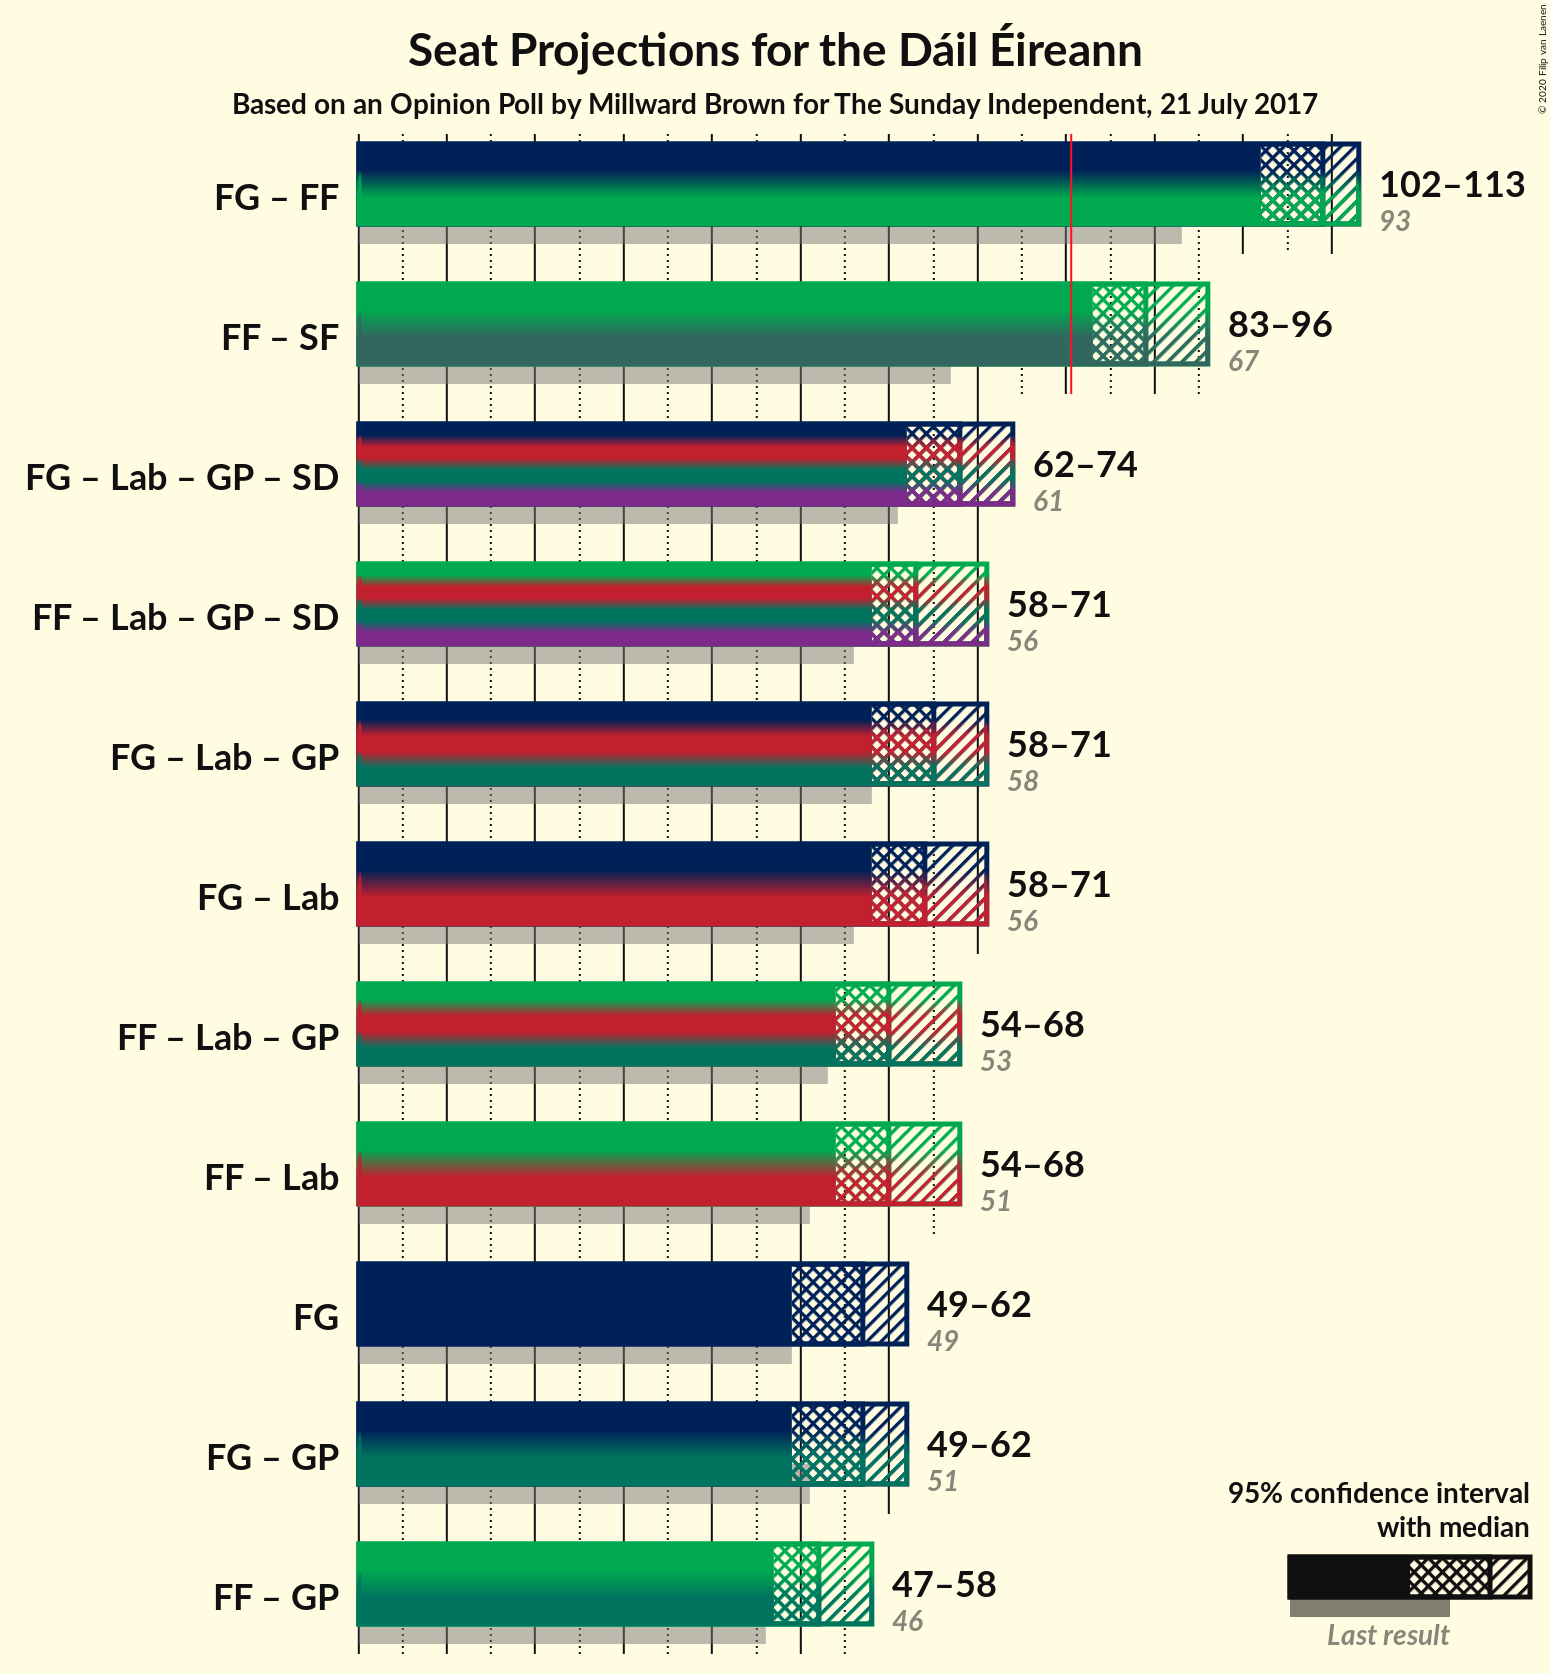 Seat Projections for the Dáil Éireann
Based on an Opinion Poll by Millward Brown for The Sunday Independent, 21 July 2017
© 2020 Filip van Laenen
FG – FF
102–113
93
FF – SF
83–96
67
FG – Lab – GP – SD
62–74
61
FF – Lab – GP – SD
58–71
56
FG – Lab – GP
58–71
58
FG – Lab
58–71
56
FF – Lab – GP
54–68
53
FF – Lab
54–68
51
FG
49–62
49
FG – GP
49–62
51
FF – GP
47–58
46
95% confidence interval
with median
Last result